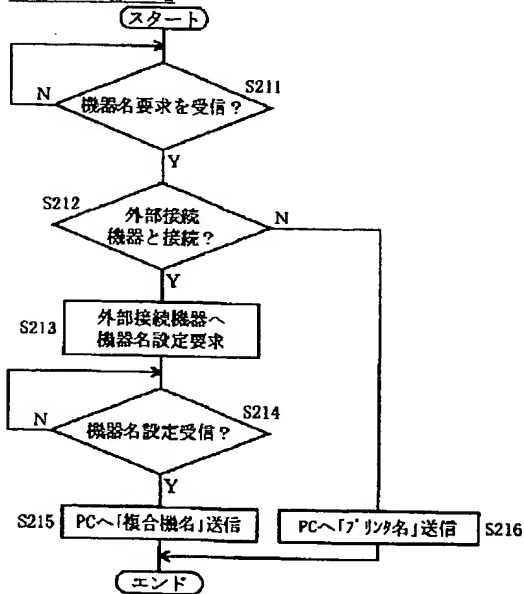 スタート
S211
機器名要求を受信？
N
Y
S212
外部接続
機器と接続？
N
Y
S213
外部接続機器へ
機器名設定要求
S214
機器名設定受信？
N
Y
S215
PCへ「複合機名」送信
PCへ「プリンタ名」送信
S216
エンド